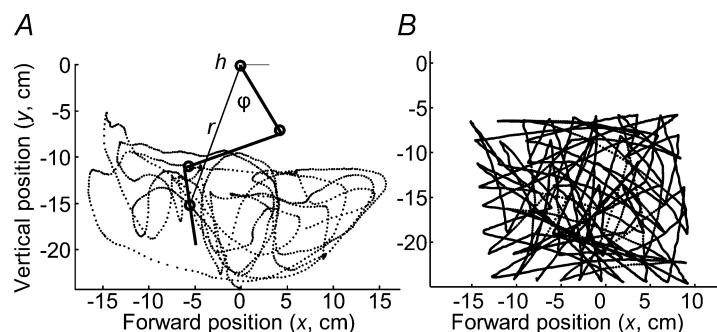 A
B
0
h
φ
r
-5
-10
-15
-20
Vertical position (y, cm)
-15 -10 -5 0 5 10 15
Forward position (x, cm)
0
-5
-10
-15
-20
-15 -10 -5 0 5 10
Forward position (x, cm)